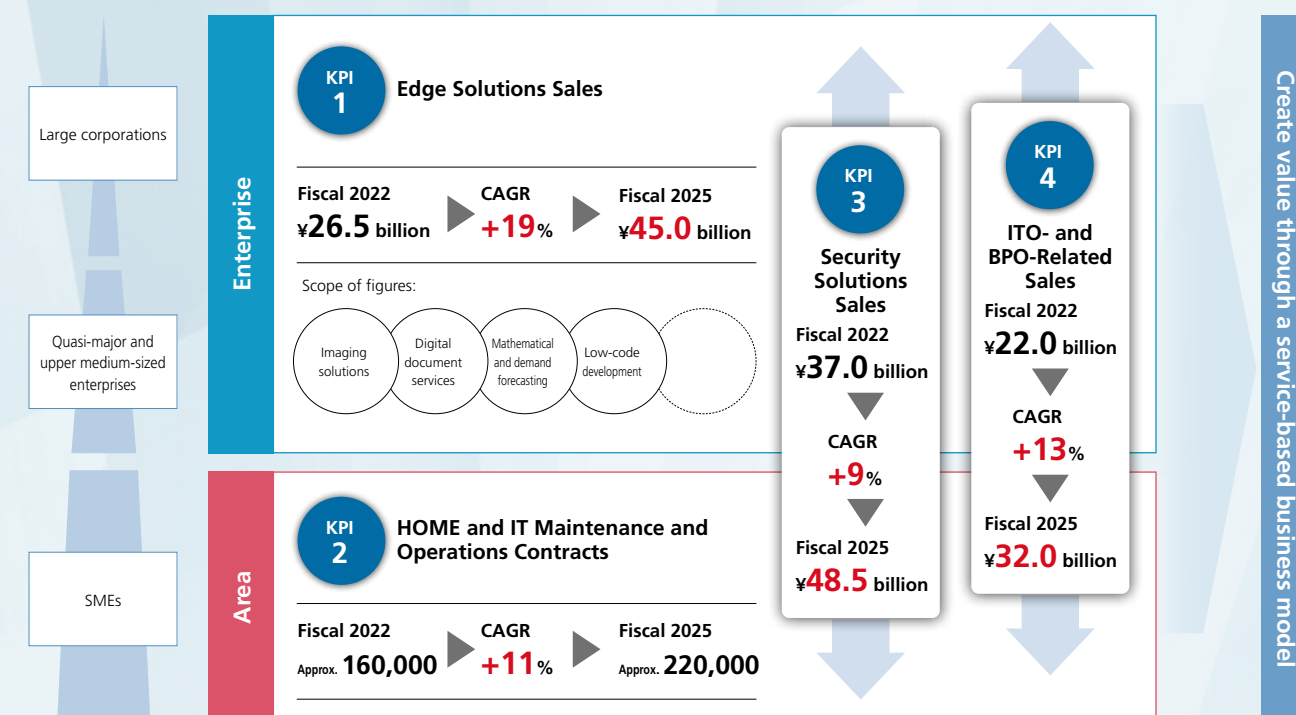 Large corporations
Quasi-major and
upper medium-sized
enterprises
SMEs
Enterprise
KPI
1
Edge Solutions Sales
Fiscal 2022
¥26.5 billion
CAGR
+19%
Fiscal 2025
¥45.0 billion
Scope of figures:
Imaging
solutions
Digital
document
services
Mathematical
and demand
forecasting
Low-code
development
Area
KPI
2
HOME and IT Maintenance and
Operations Contracts
Fiscal 2022
Approx. 160,000
CAGR
+11%
Fiscal 2025
Approx. 220,000
KPI
3
Security
Solutions
Sales
Fiscal 2022
¥37.0 billion
CAGR
+9%
Fiscal 2025
¥48.5 billion
KPI
4
ITO- and
BPO-Related
Sales
Fiscal 2022
¥22.0 billion
CAGR
+13%
Fiscal 2025
¥32.0 billion
Create value through a service-based business model